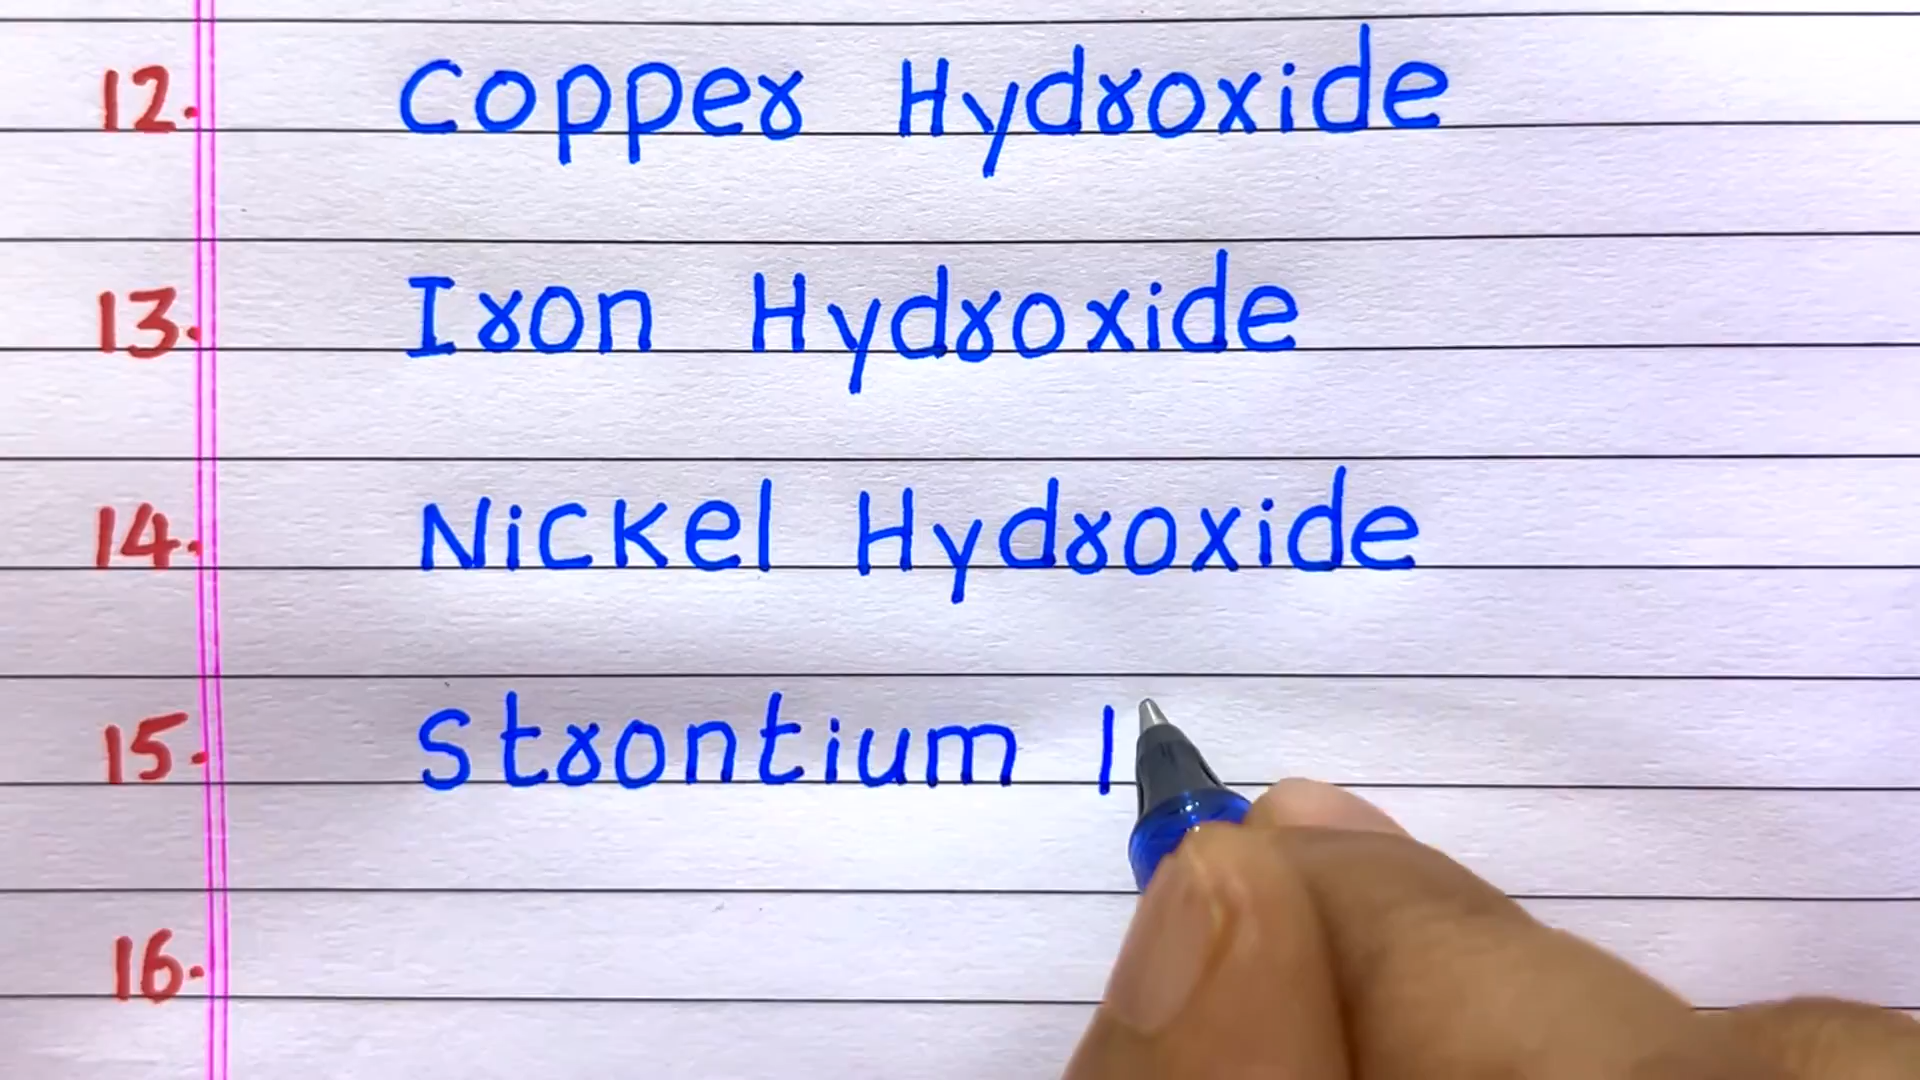 12. Copper Hydroxide
13. Iron Hydroxide
14. Nickel Hydroxide
15. Strontium
16.